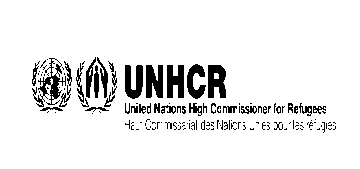 UNHCR
United Nations High Commissioner for Refugees
Haut Commissariat des Nations Unies pour les réfugiés